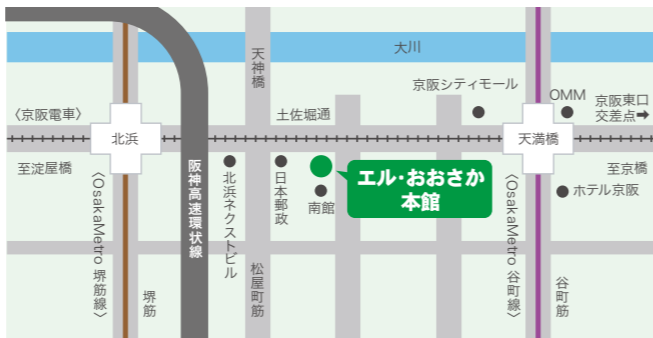 大川
天神橋
京阪シティモール
OMM
京阪東口
交差点➡
〈京阪電車〉
土佐堀通
北浜
天満橋
至淀屋橋
至京橋
阪神高速環状線
北浜ネクストビル
日本郵政
南館
エル・おおさか
本館
ホテル京阪
〈OsakaMetro 堺筋線〉
堺筋
松屋町筋
〈OsakaMetro 谷町線〉
谷町筋